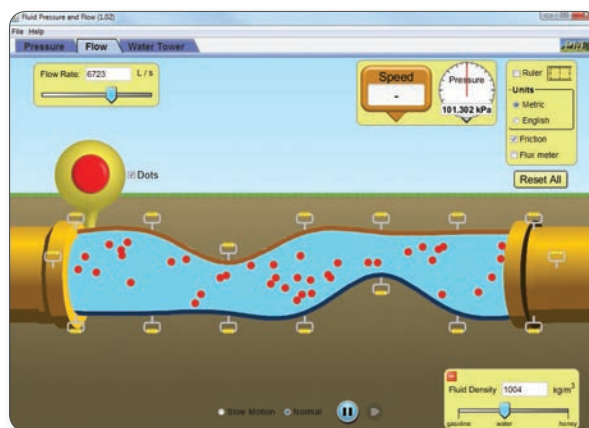 Fluid Pressure and Flow (1.02)
File Help
Pressure Flow Water Tower
Flow Rate: 6723 L / s
Speed
-
Pressure
101.302 kPa
Ruler
Units
Metric
English
Friction
Flux meter
Reset All
Dots
Slow Motion Normal
Fluid Density 1004 kg/m³
gasoline water honey